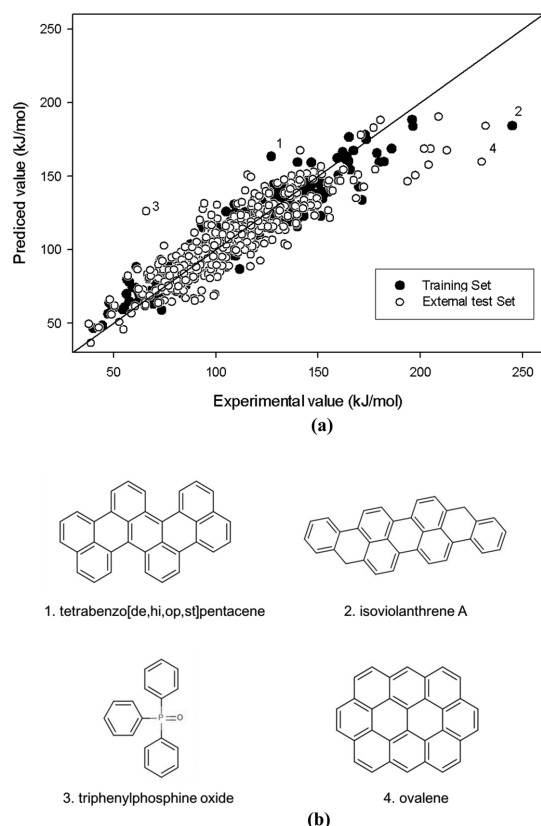 250
200
150
100
50
Prediced value (kJ/mol)
1
2
3
4
Training Set
External test Set
50 100 150 200 250
Experimental value (kJ/mol)
(a)
1. tetrabenzo[de,hi,op,st]pentacene
2. isoviolanthrene A
P=O
3. triphenylphosphine oxide
4. ovalene
(b)